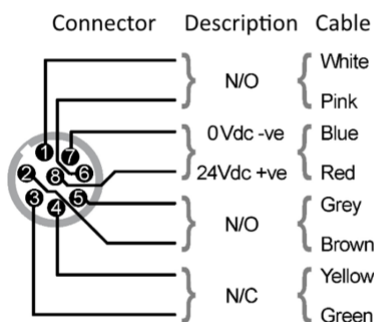 Connector Description Cable
White
N/O
Pink
0Vdc -ve Blue
24Vdc +ve Red
Grey
N/O
Brown
Yellow
N/C
Green
1
7
2
8
6
3
4
5